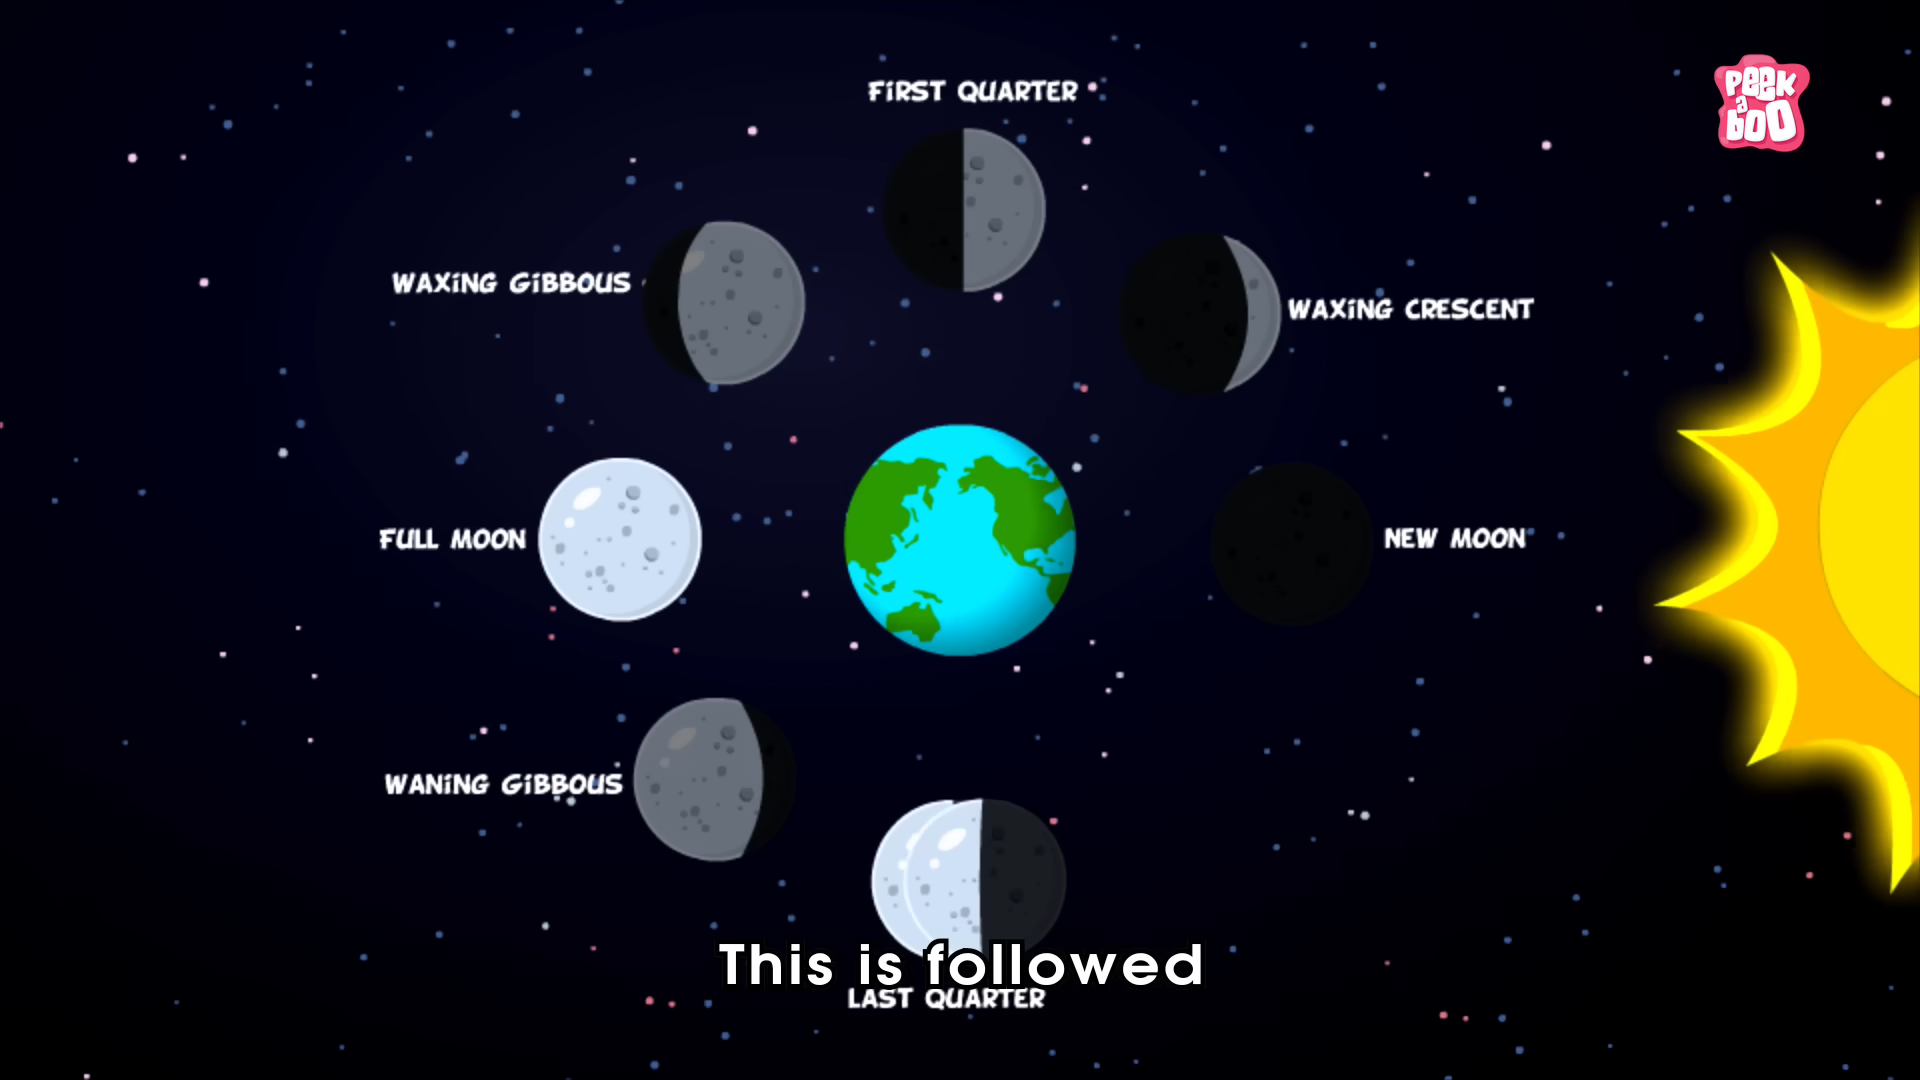 FIRST QUARTER
PEEK
a
BOO
WAXING GIBBOUS
WAXING CRESCENT
FULL MOON
NEW MOON
WANING GIBBOUS
This is followed
LAST QUARTER